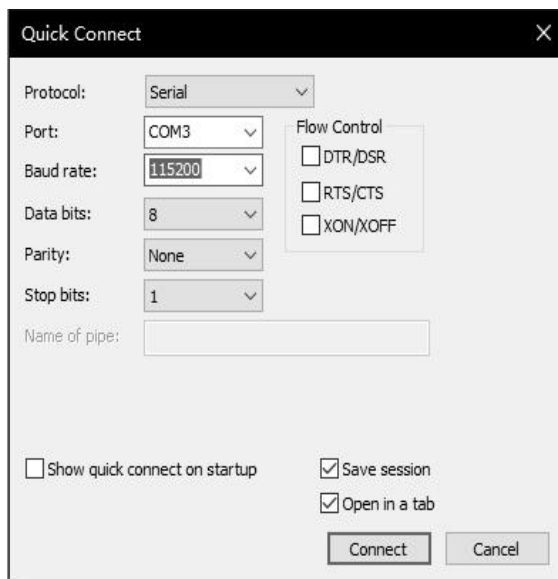 Quick Connect
Protocol: Serial
Port: COM3
Flow Control
DTR/DSR
Baud rate: 115200
RTS/CTS
Data bits: 8
XON/XOFF
Parity: None
Stop bits: 1
Name of pipe:
Show quick connect on startup
Save session
Open in a tab
Connect
Cancel